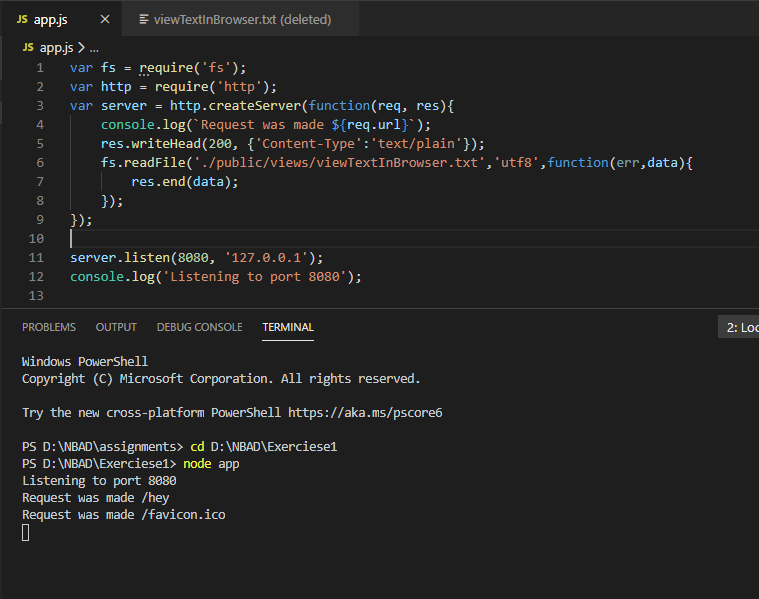 JS app.js ×
viewTextInBrowser.txt (deleted)
JS app.js > ...
1 var fs = require('fs');
2 var http = require('http');
3 var server = http.createServer(function(req, res){
4 console.log(`Request was made ${req.url}`);
5 res.writeHead(200, {'Content-Type':'text/plain'});
6 fs.readFile('./public/views/viewTextInBrowser.txt','utf8',function(err,data){
7 res.end(data);
8 });
9 });
10
11 server.listen(8080, '127.0.0.1');
12 console.log('Listening to port 8080');
13
PROBLEMS OUTPUT DEBUG CONSOLE TERMINAL 2: Loc
Windows PowerShell
Copyright (C) Microsoft Corporation. All rights reserved.
Try the new cross-platform PowerShell https://aka.ms/pscore6
PS D:\NBAD\assignments> cd D:\NBAD\Exerciese1
PS D:\NBAD\Exerciese1> node app
Listening to port 8080
Request was made /hey
Request was made /favicon.ico